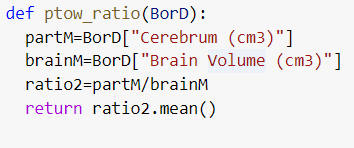 def ptow_ratio(BorD):
  partM=BorD["Cerebrum (cm3)"]
  brainM=BorD["Brain Volume (cm3)"]
  ratio2=partM/brainM
  return ratio2.mean()